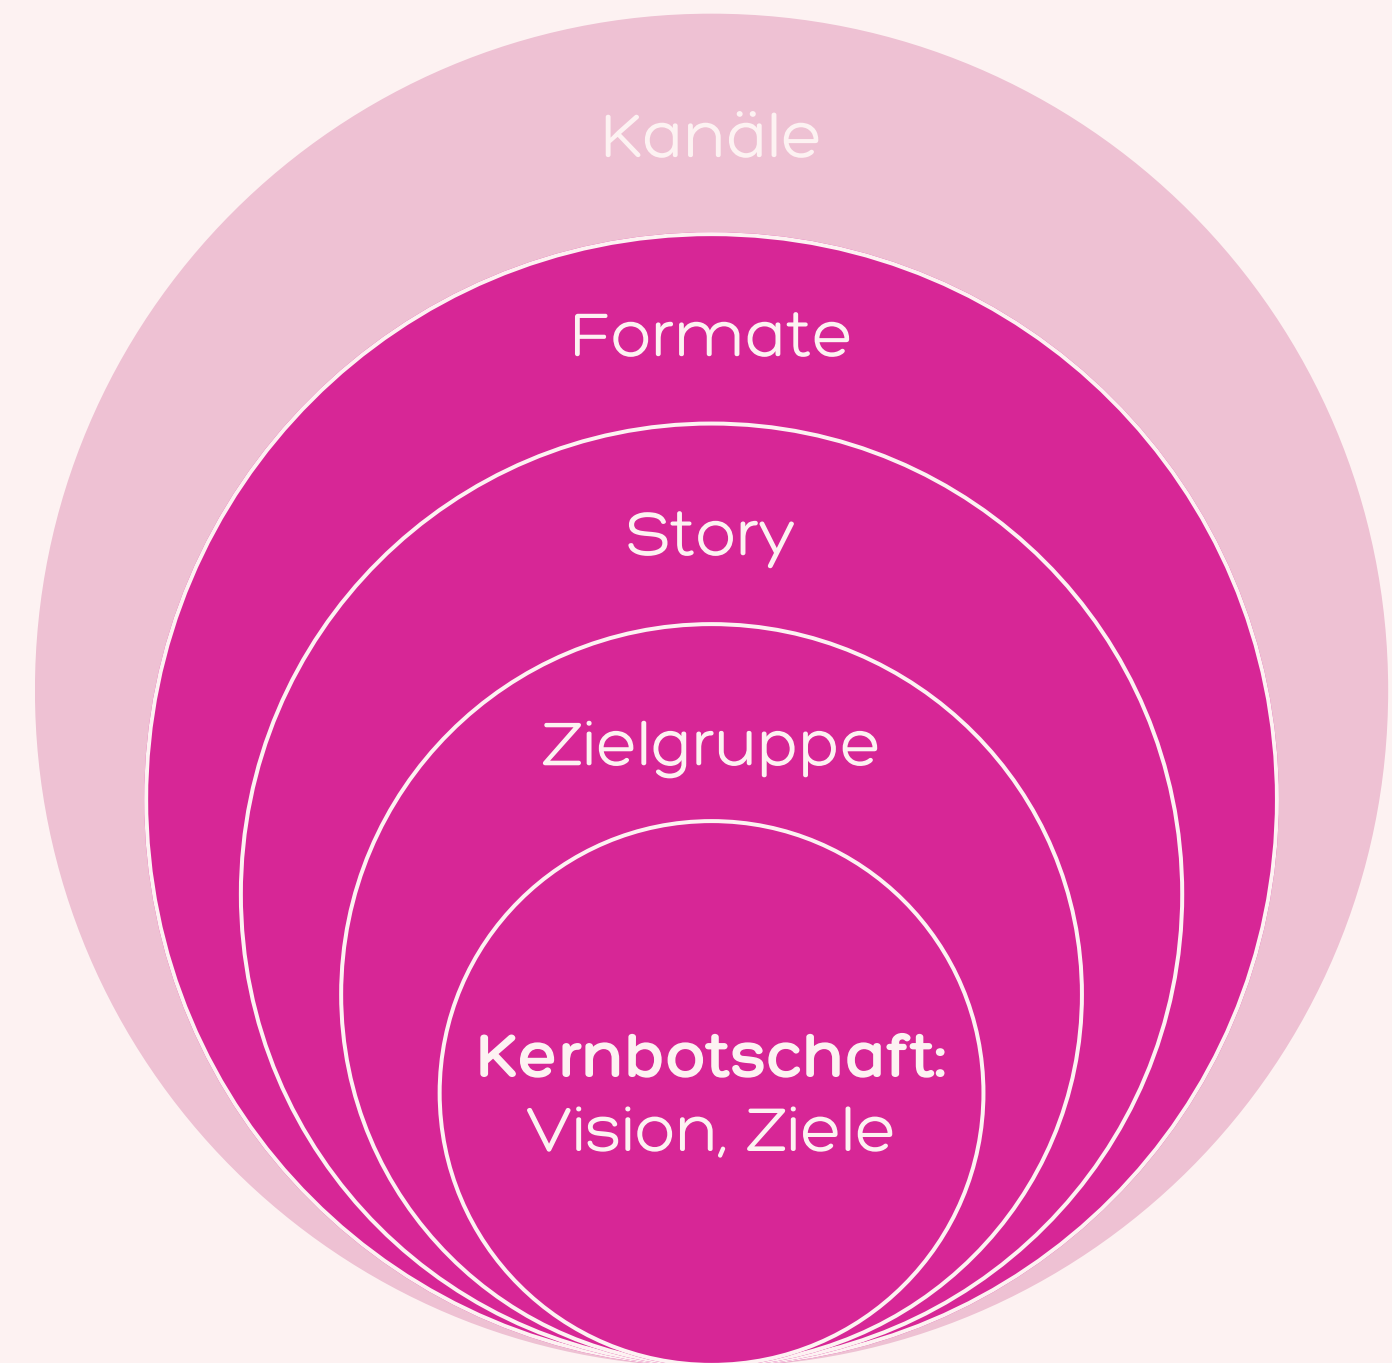 Kanäle
Formate
Story
Zielgruppe
Kernbotschaft:
Vision, Ziele